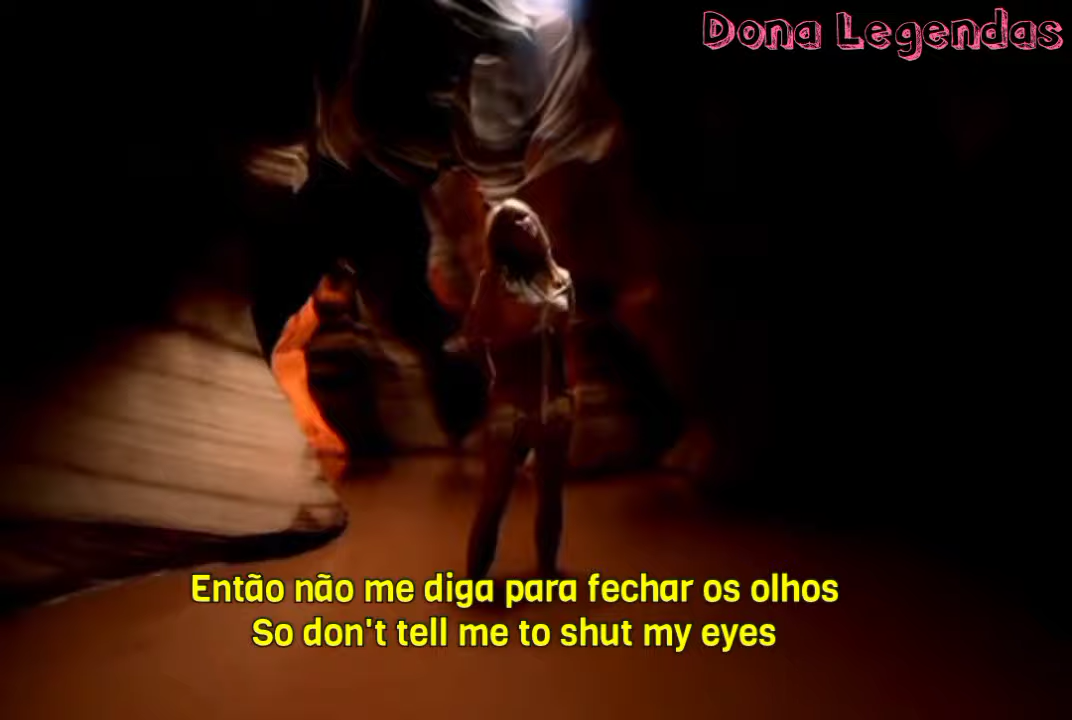 Dona Legendas
Então não me diga para fechar os olhos
So don't tell me to shut my eyes